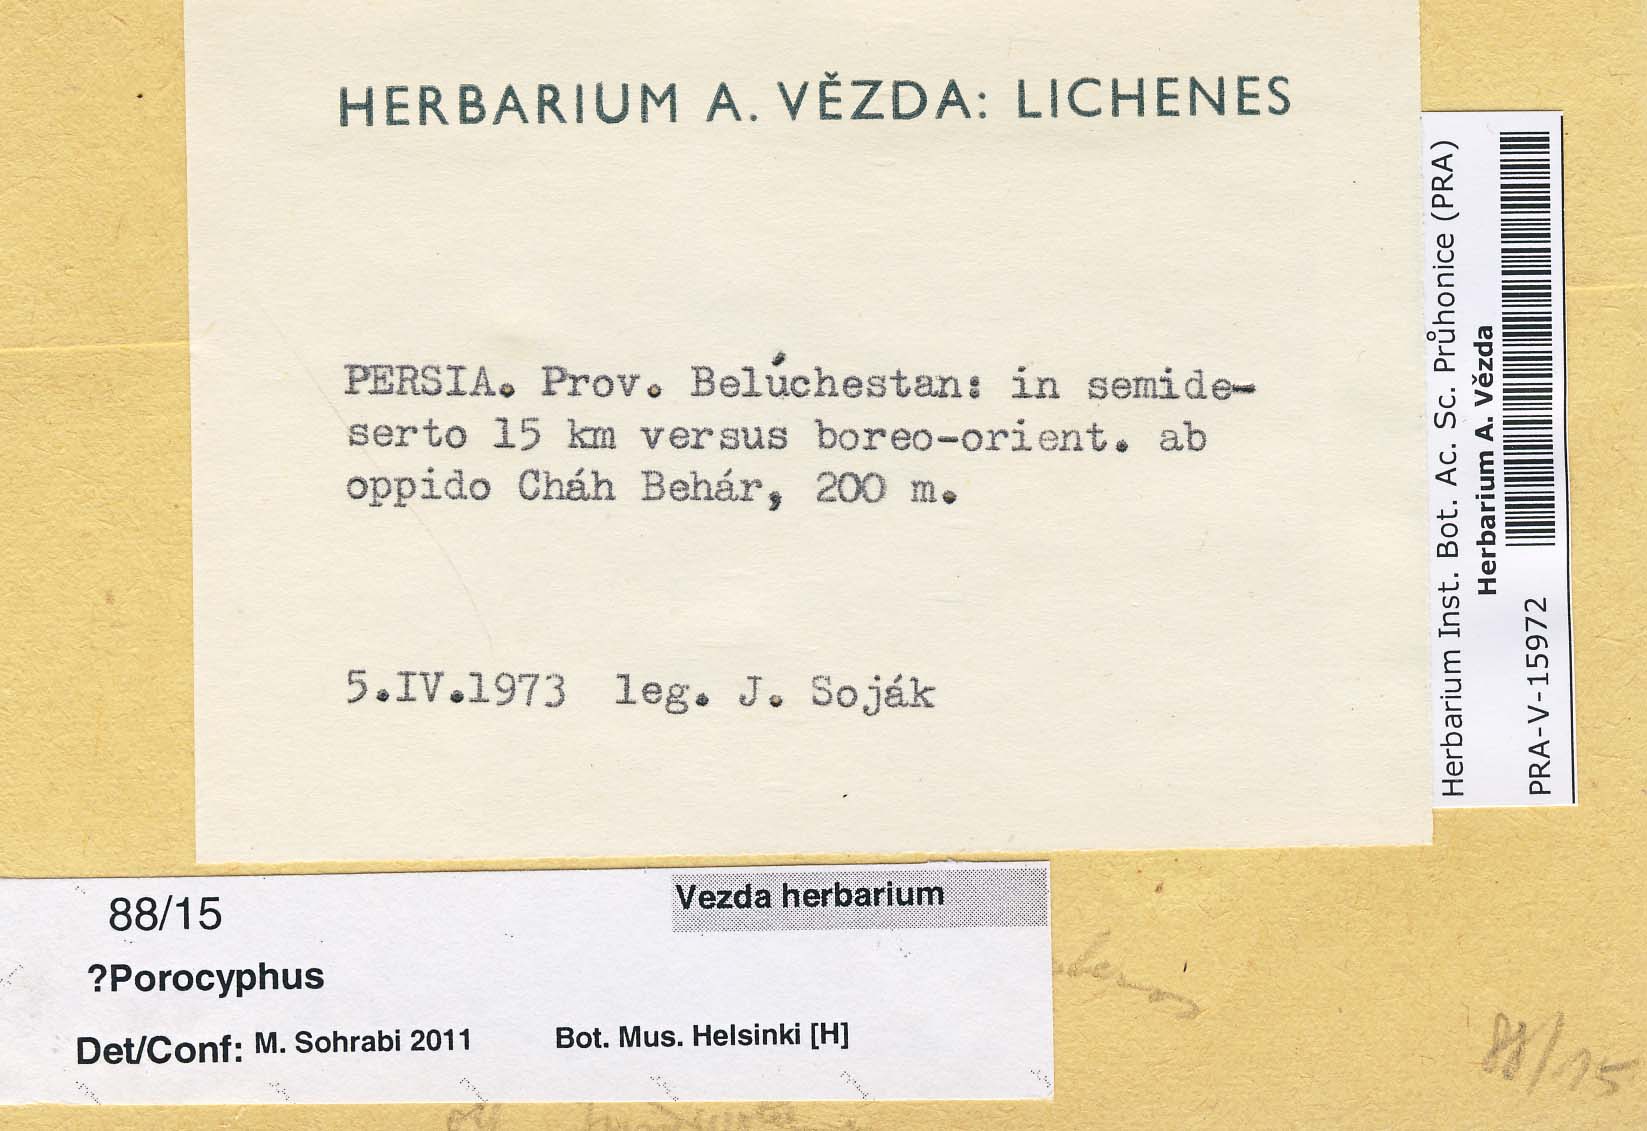 HERBARIUM A. VĚZDA: LICHENES
PERSIA. Prov. Belúchestan: in semide-
serto 15 km versus boreo-orient. ab
oppido Cháh Behár, 200 m.
5.IV.1973 leg. J. Soják
Herbarium Inst. Bot. Ac. Sc. Průhonice (PRA)
Herbarium A. Vězda
PRA-V-15972
88/15
Vezda herbarium
?Porocyphus
Det/Conf: M. Sohrabi 2011 Bot. Mus. Helsinki [H]
88/15